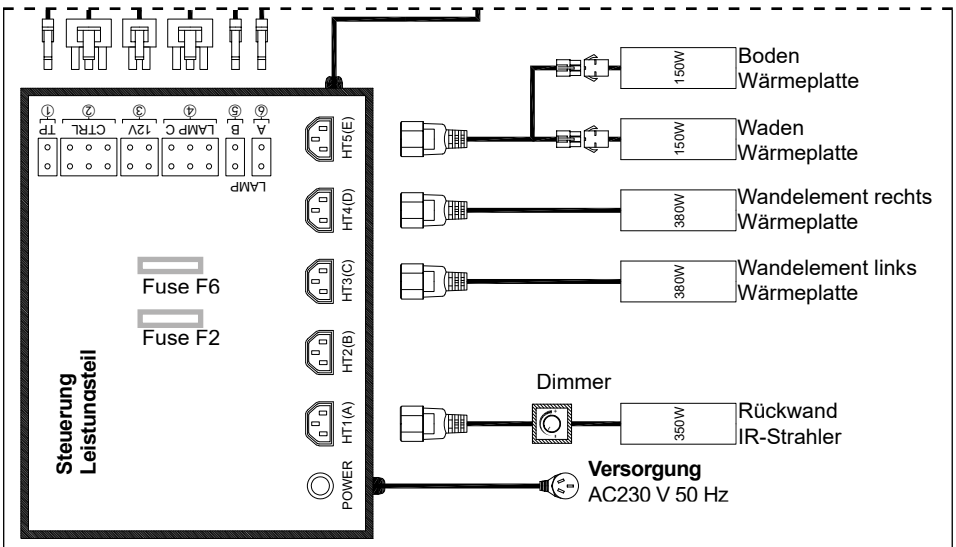 ① ② ③ ④ ⑤ ⑥
TP CTRL 12V LAMP C B A
LAMP
HT5(E)
HT4(D)
HT3(C)
HT2(B)
HT1(A)
POWER
Fuse F6
Fuse F2
Steuerung
Leistungsteil
150W
Boden
Wärmeplatte
150W
Waden
Wärmeplatte
380W
Wandelement rechts
Wärmeplatte
380W
Wandelement links
Wärmeplatte
Dimmer
350W
Rückwand
IR-Strahler
Versorgung
AC230 V 50 Hz